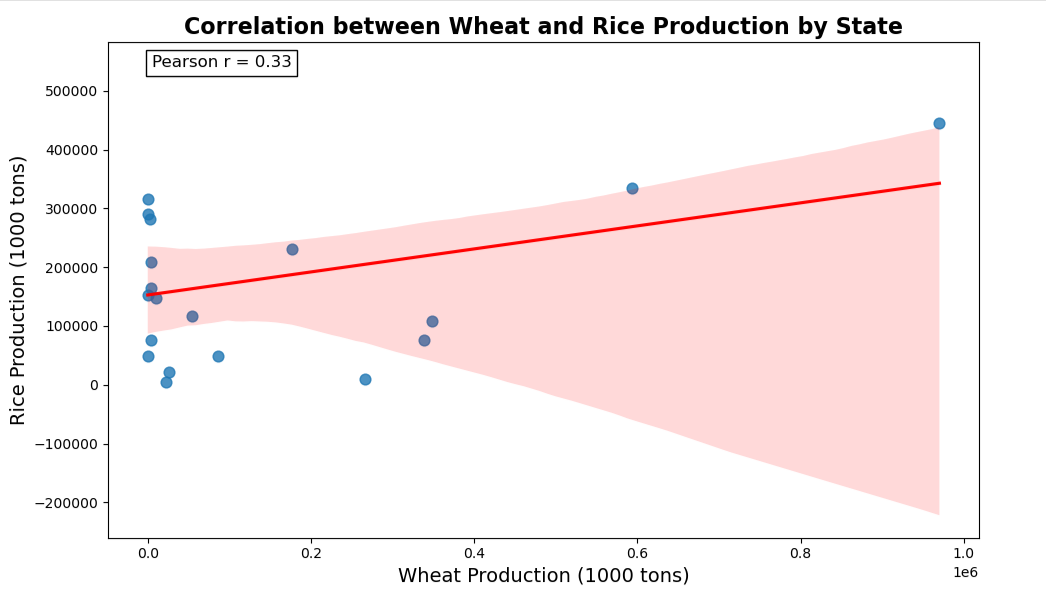 Correlation between Wheat and Rice Production by State
Pearson r = 0.33
500000
400000
300000
200000
100000
0
−100000
−200000
Rice Production (1000 tons)
0.0 0.2 0.4 0.6 0.8 1.0
1e6
Wheat Production (1000 tons)